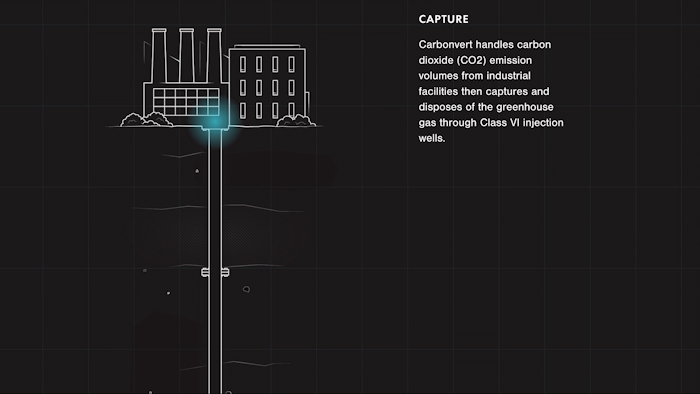 CAPTURE
Carbonvert handles carbon
dioxide (CO2) emission
volumes from industrial
facilities then captures and
disposes of the greenhouse
gas through Class VI injection
wells.